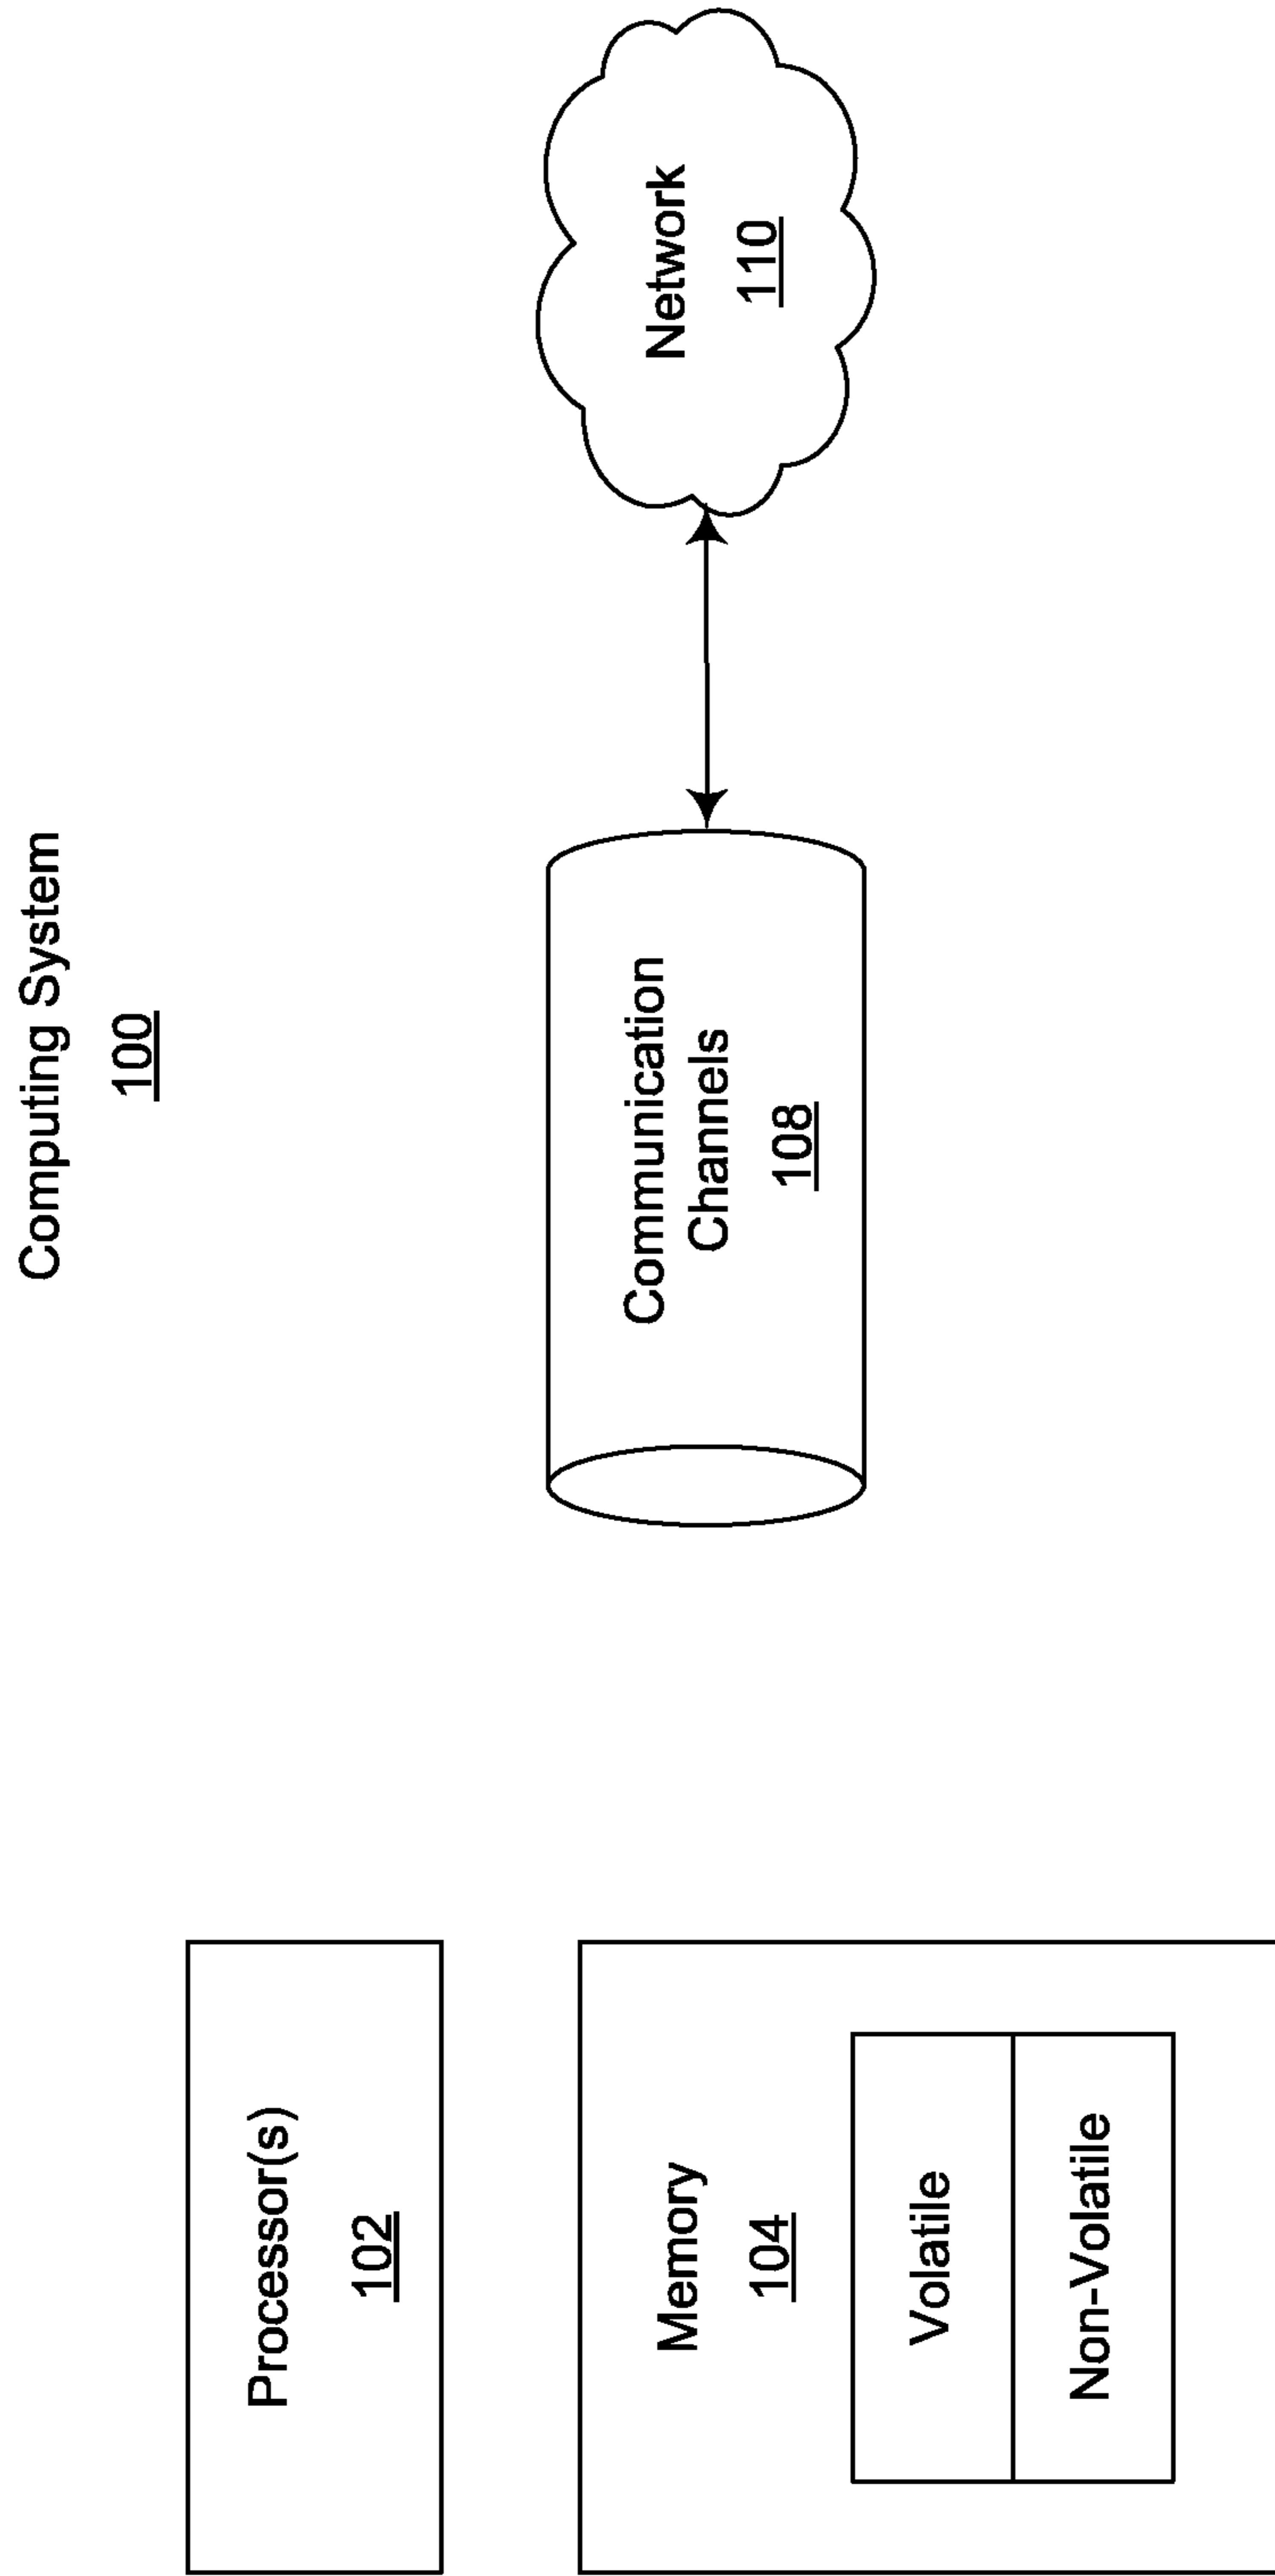 Computing System
100
Processor(s)
102
Memory
104
Volatile
Non-Volatile
Communication
Channels
108
Network
110